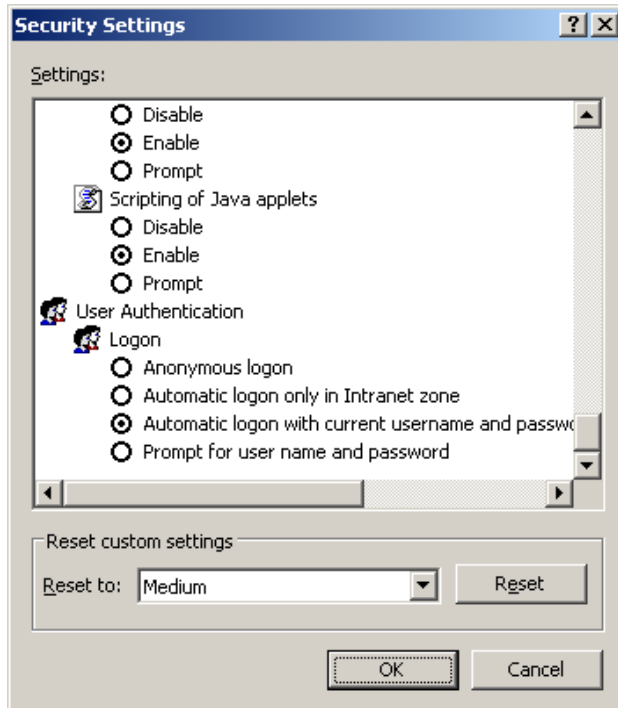 Security Settings
Settings:
Disable
Enable
Prompt
Scripting of Java applets
Disable
Enable
Prompt
User Authentication
Logon
Anonymous logon
Automatic logon only in Intranet zone
Automatic logon with current username and passwo
Prompt for user name and password
Reset custom settings
Reset to: Medium Reset
OK Cancel